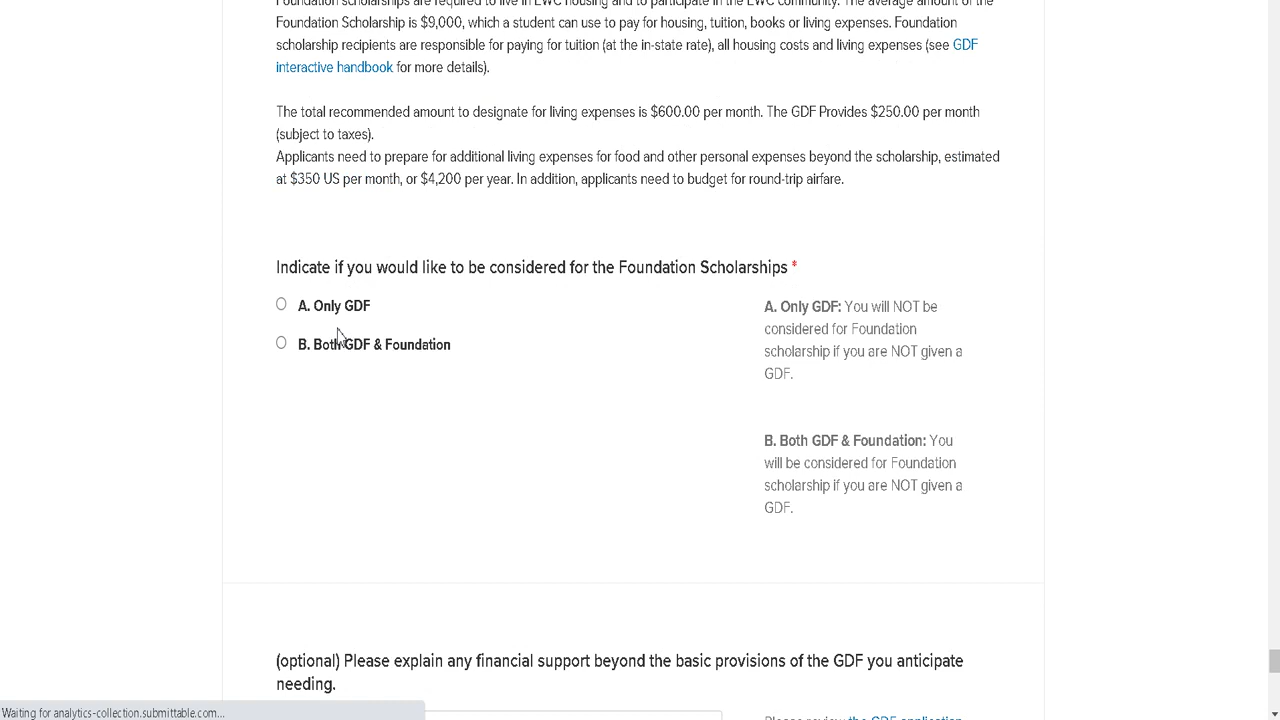 Foundation scholarships are required to live in EWC housing and to participate in the EWC community. The average amount of the
Foundation Scholarship is $9,000, which a student can use to pay for housing, tuition, books or living expenses. Foundation
scholarship recipients are responsible for paying for tuition (at the in-state rate), all housing costs and living expenses (see GDF
interactive handbook for more details).
The total recommended amount to designate for living expenses is $600.00 per month. The GDF Provides $250.00 per month
(subject to taxes).
Applicants need to prepare for additional living expenses for food and other personal expenses beyond the scholarship, estimated
at $350 US per month, or $4,200 per year. In addition, applicants need to budget for round-trip airfare.
Indicate if you would like to be considered for the Foundation Scholarships *
A. Only GDF
B. Both GDF & Foundation
A. Only GDF: You will NOT be
considered for Foundation
scholarship if you are NOT given a
GDF.
B. Both GDF & Foundation: You
will be considered for Foundation
scholarship if you are NOT given a
GDF.
(optional) Please explain any financial support beyond the basic provisions of the GDF you anticipate
needing.
Please review the GDF application
Waiting for analytics-collection.submittable.com...